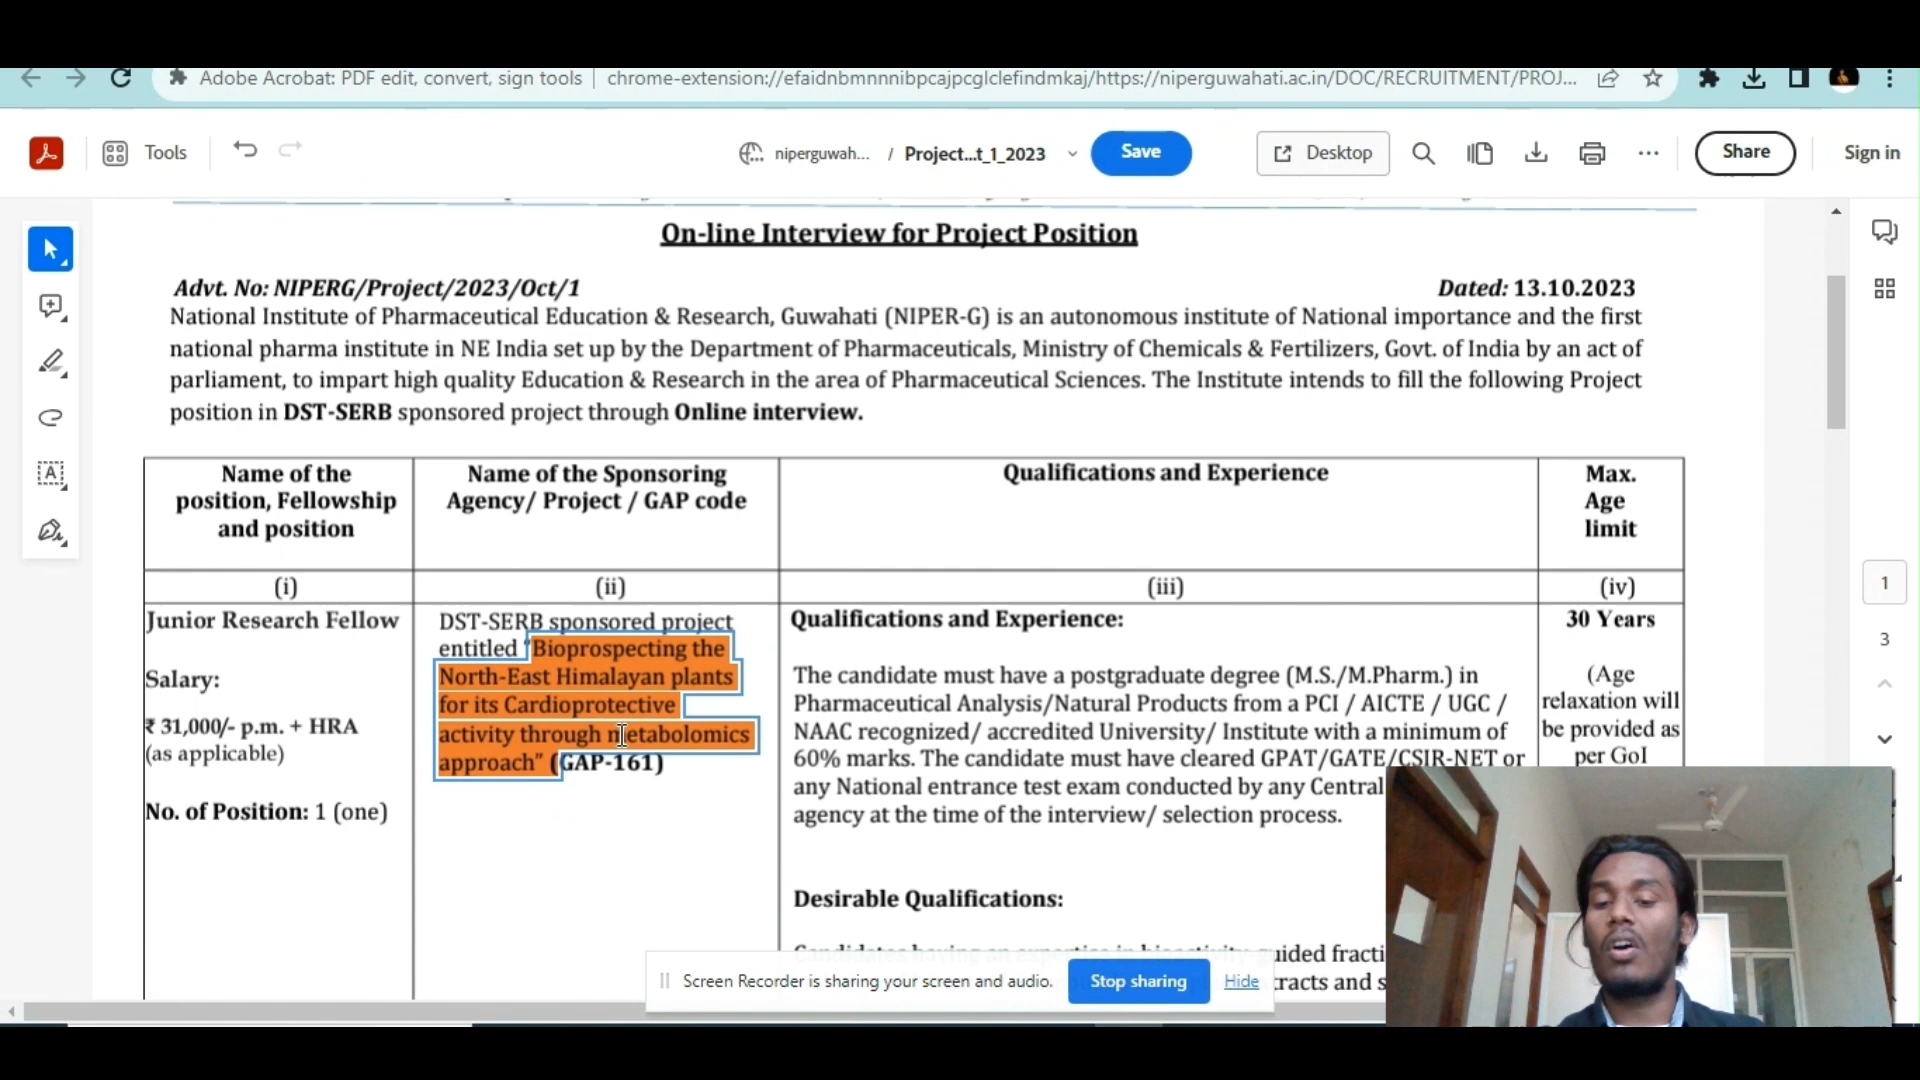 Adobe Acrobat: PDF edit, convert, sign tools | chrome-extension://efaidnbmnnnibpcajpcglclefindmkaj/https://niperguwahati.ac.in/DOC/RECRUITMENT/PROJ...
Tools
niperguwah... / Project...t_1_2023
Save
Desktop
Share
Sign in
On-line Interview for Project Position
Advt. No: NIPERG/Project/2023/Oct/1
Dated: 13.10.2023
National Institute of Pharmaceutical Education & Research, Guwahati (NIPER-G) is an autonomous institute of National importance and the first
national pharma institute in NE India set up by the Department of Pharmaceuticals, Ministry of Chemicals & Fertilizers, Govt. of India by an act of
parliament, to impart high quality Education & Research in the area of Pharmaceutical Sciences. The Institute intends to fill the following Project
position in DST-SERB sponsored project through Online interview.
Name of the
position, Fellowship
and position
Name of the Sponsoring
Agency/ Project / GAP code
Qualifications and Experience
Max.
Age
limit
(i)
(ii)
(iii)
(iv)
Junior Research Fellow
Salary:
₹ 31,000/- p.m. + HRA
(as applicable)
No. of Position: 1 (one)
DST-SERB sponsored project
entitled "Bioprospecting the
North-East Himalayan plants
for its Cardioprotective
activity through metabolomics
approach" (GAP-161)
Qualifications and Experience:
The candidate must have a postgraduate degree (M.S./M.Pharm.) in
Pharmaceutical Analysis/Natural Products from a PCI / AICTE / UGC /
NAAC recognized/ accredited University/ Institute with a minimum of
60% marks. The candidate must have cleared GPAT/GATE/CSIR-NET or
any National entrance test exam conducted by any Central
agency at the time of the interview/ selection process.
Desirable Qualifications:
Candidates having an expertise in bioactivity-guided
30 Years
(Age
relaxation will
be provided as
per GoI
1
3
Screen Recorder is sharing your screen and audio.
Stop sharing
Hide